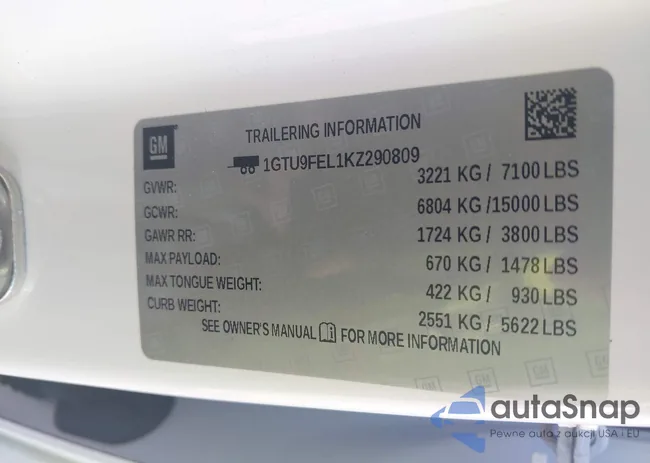 GM
TRAILERING INFORMATION
1GTU9FEL1KZ290809
GVWR: 3221 KG / 7100 LBS
GCWR: 6804 KG /15000 LBS
GAWR RR: 1724 KG / 3800 LBS
MAX PAYLOAD: 670 KG / 1478 LBS
MAX TONGUE WEIGHT: 422 KG / 930 LBS
CURB WEIGHT: 2551 KG / 5622 LBS
SEE OWNER'S MANUAL FOR MORE INFORMATION
autoSnap
Pewne auta z aukcji USA i EU